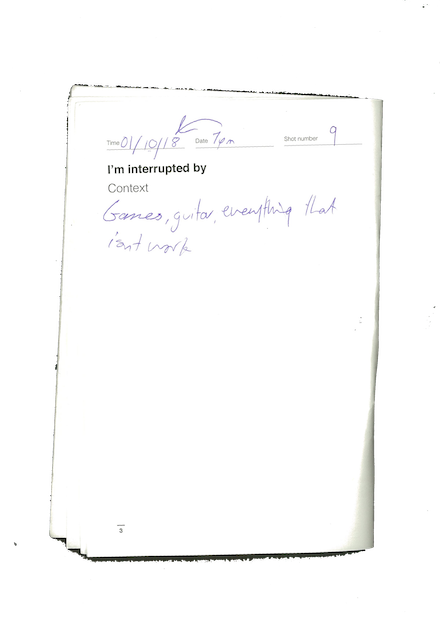 Time 01/10/18 Date 7pm Shot number 9
I'm interrupted by
Context
Games, guitar, everything that
isnt work
3